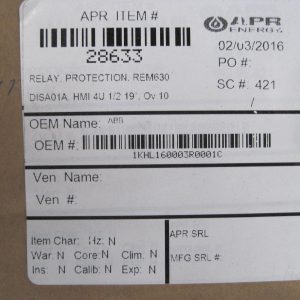 APR ITEM #
APR
ENERGY
28633
02/03/2016
PO #:
RELAY, PROTECTION, REM630
SC #: 421
DISA01A, HMI 4U 1/2 19", Ov 10
OEM Name: ABB
OEM #:
1KHL160003R0001C
Ven Name:
Ven #:
Item Char: Hz: N
War: N Core: N Clim: N
Ins: N Calib: N Exp: N
APR SRL
MFG SRL #: